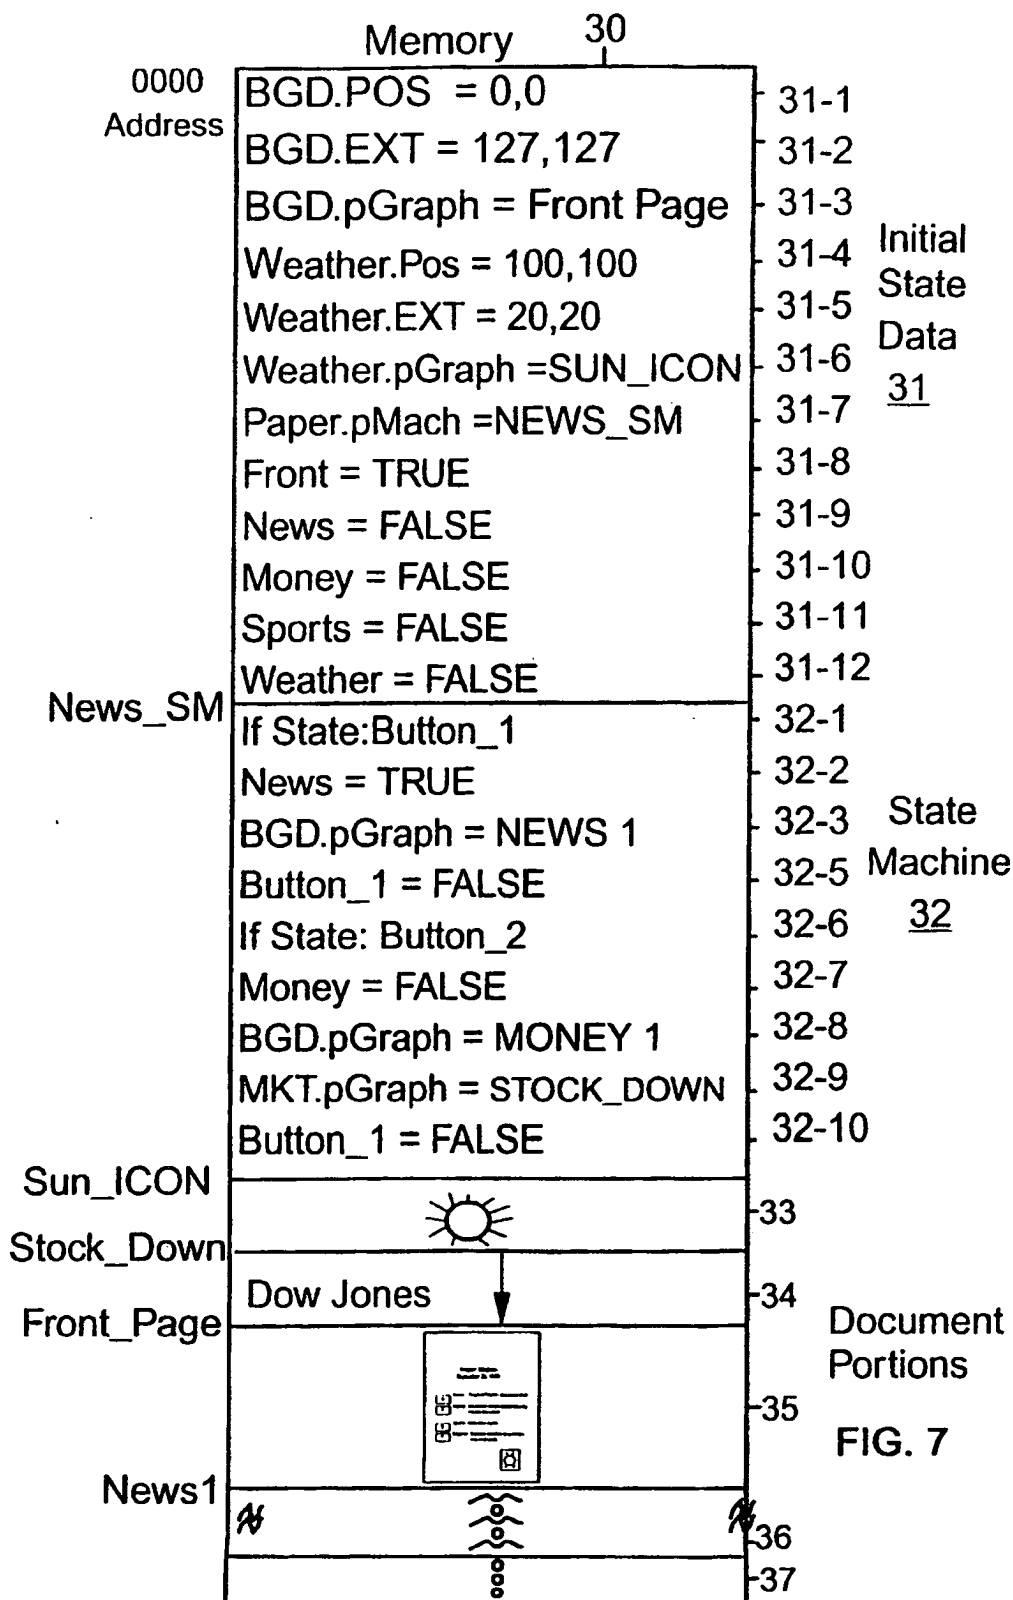 Memory 30
0000
Address
BGD.POS = 0,0 31-1
BGD.EXT = 127,127 31-2
BGD.pGraph = Front Page 31-3
Weather.Pos = 100,100 31-4
Weather.EXT = 20,20 31-5
Weather.pGraph =SUN_ICON 31-6
Paper.pMach =NEWS_SM 31-7
Front = TRUE 31-8
News = FALSE 31-9
Money = FALSE 31-10
Sports = FALSE 31-11
Weather = FALSE 31-12
Initial
State
Data
31
News_SM
If State:Button_1 32-1
News = TRUE 32-2
BGD.pGraph = NEWS 1 32-3
Button_1 = FALSE 32-5
If State: Button_2 32-6
Money = FALSE 32-7
BGD.pGraph = MONEY 1 32-8
MKT.pGraph = STOCK_DOWN 32-9
Button_1 = FALSE 32-10
State
Machine
32
Sun_ICON
33
Stock_Down
Dow Jones 34
Front_Page
35
Document
Portions
FIG. 7
News1
36
37